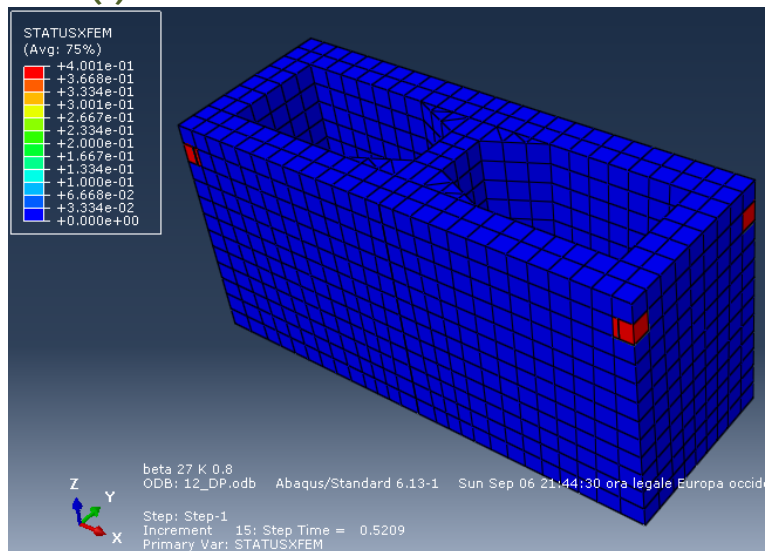 STATUSXFEM
(Avg: 75%)
+4.001e-01
+3.668e-01
+3.334e-01
+3.001e-01
+2.667e-01
+2.334e-01
+2.000e-01
+1.667e-01
+1.334e-01
+1.000e-01
+6.668e-02
+3.334e-02
+0.000e+00
beta 27 K 0.8
ODB: 12_DP.odb Abaqus/Standard 6.13-1 Sun Sep 06 21:44:30 ora legale Europa occide
Z
Y
X
Step: Step-1
Increment 15: Step Time = 0.5209
Primary Var: STATUSXFEM